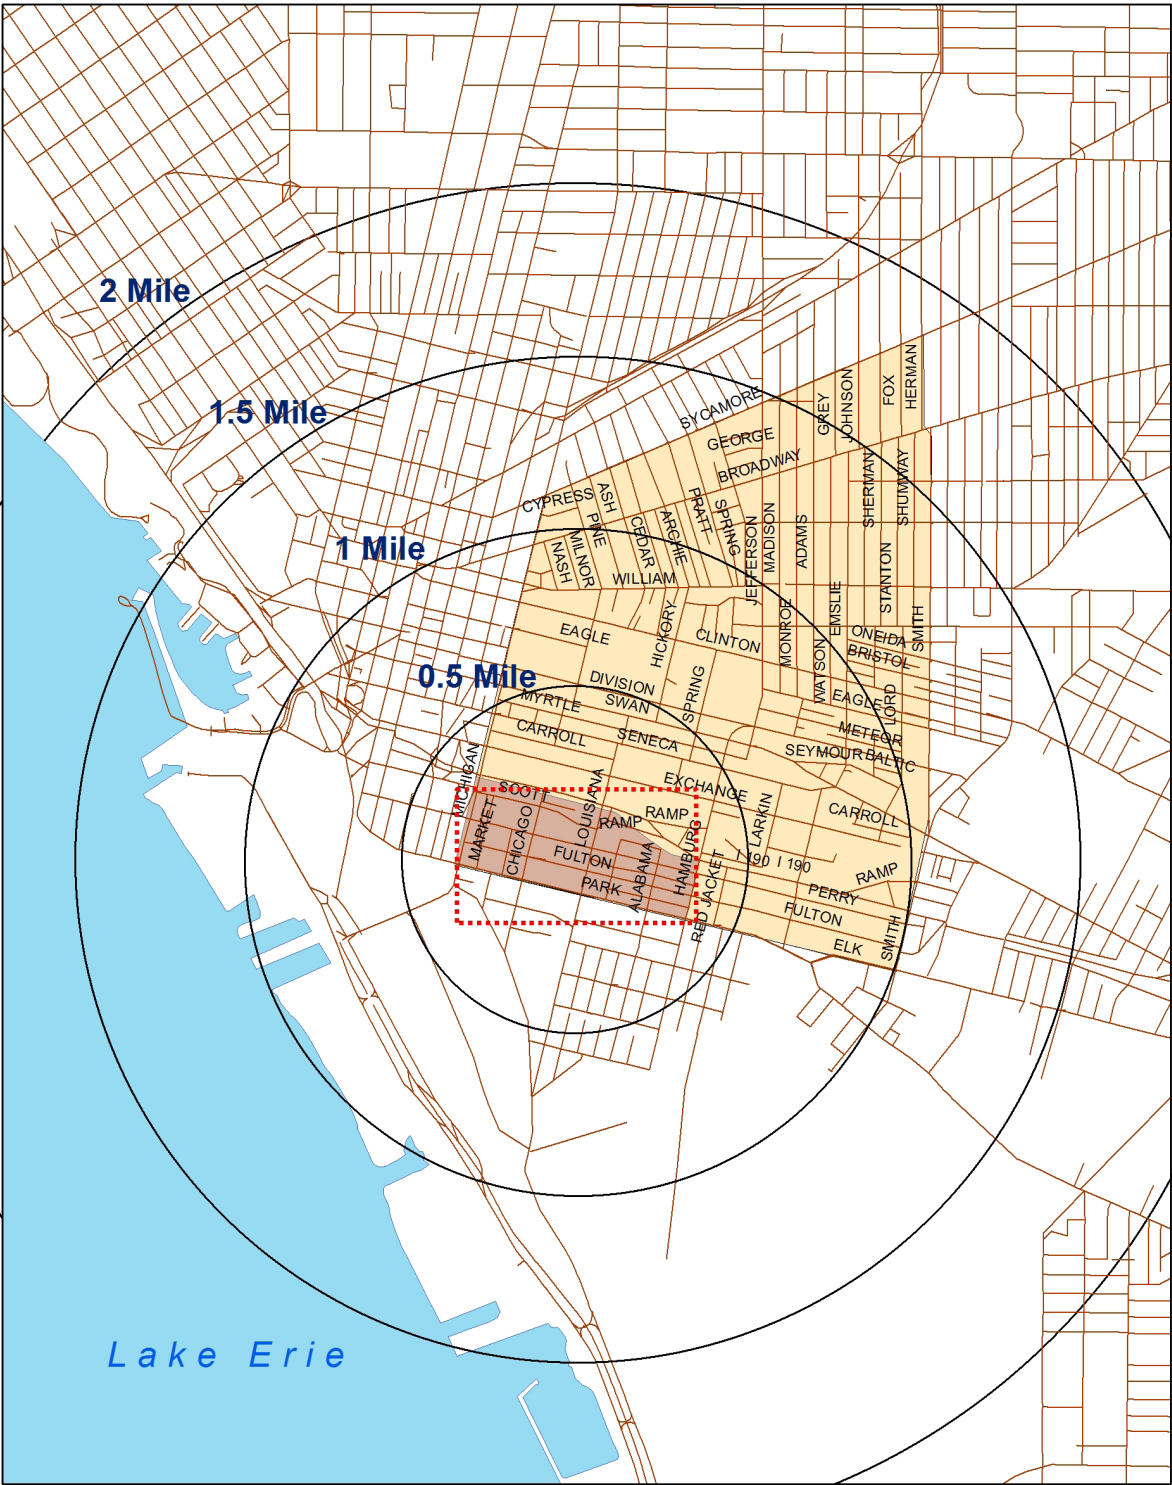 2 Mile
HERMAN
FOX
JOHNSON
GREY
SYCAMORE
1.5 Mile
GEORGE
BROADWAY
CYPRESS
ASH
PINE
MILNOR
NASH
CEDAR
ARCHIE
PRATT
SPRING
JEFFERSON
MADISON
ADAMS
SHERMAN
SHUMWAY
1 Mile
WILLIAM
STANTON
EMSLIE
SMITH
MONROE
HICKORY
EAGLE
CLINTON
ONEIDA
BRISTOL
WATSON
LORD
0.5 Mile
DIVISION
SWAN
SPRING
MYRTLE
EAGLE
METEOR
CARROLL
SENECA
SEYMOUR
BALTIC
MICHIGAN
EXCHANGE
SCOTT
LOUISIANA
RAMP
RAMP
LARKIN
CARROLL
MARKET
CHICAGO
FULTON
PARK
ALABAMA
HAMBURG
RED JACKET
I 190
I 190
RAMP
PERRY
FULTON
ELK
SMITH
Lake Erie